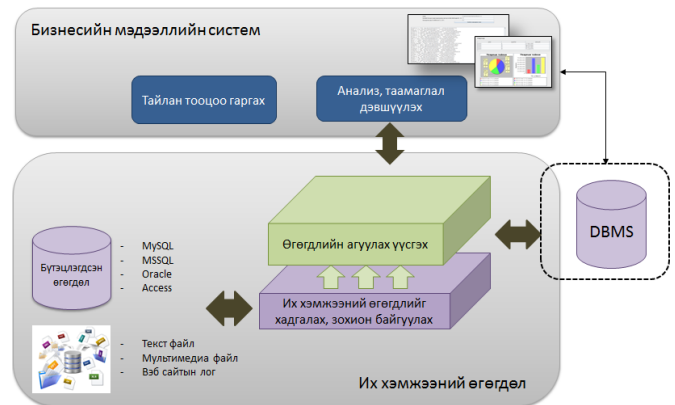 Бизнесийн мэдээллийн систем
Тайлан тооцоо гаргах
Анализ, таамаглал
дэвшүүлэх
Бүтэцлэгдсэн
өгөгдөл
- MySQL
- MSSQL
- Oracle
- Access
Өгөгдлийн агуулах үүсгэх
Их хэмжээний өгөгдлийг
хадгалах, зохион байгуулах
DBMS
- Текст файл
- Мультимедиа файл
- Вэб сайтын лог
Их хэмжээний өгөгдөл